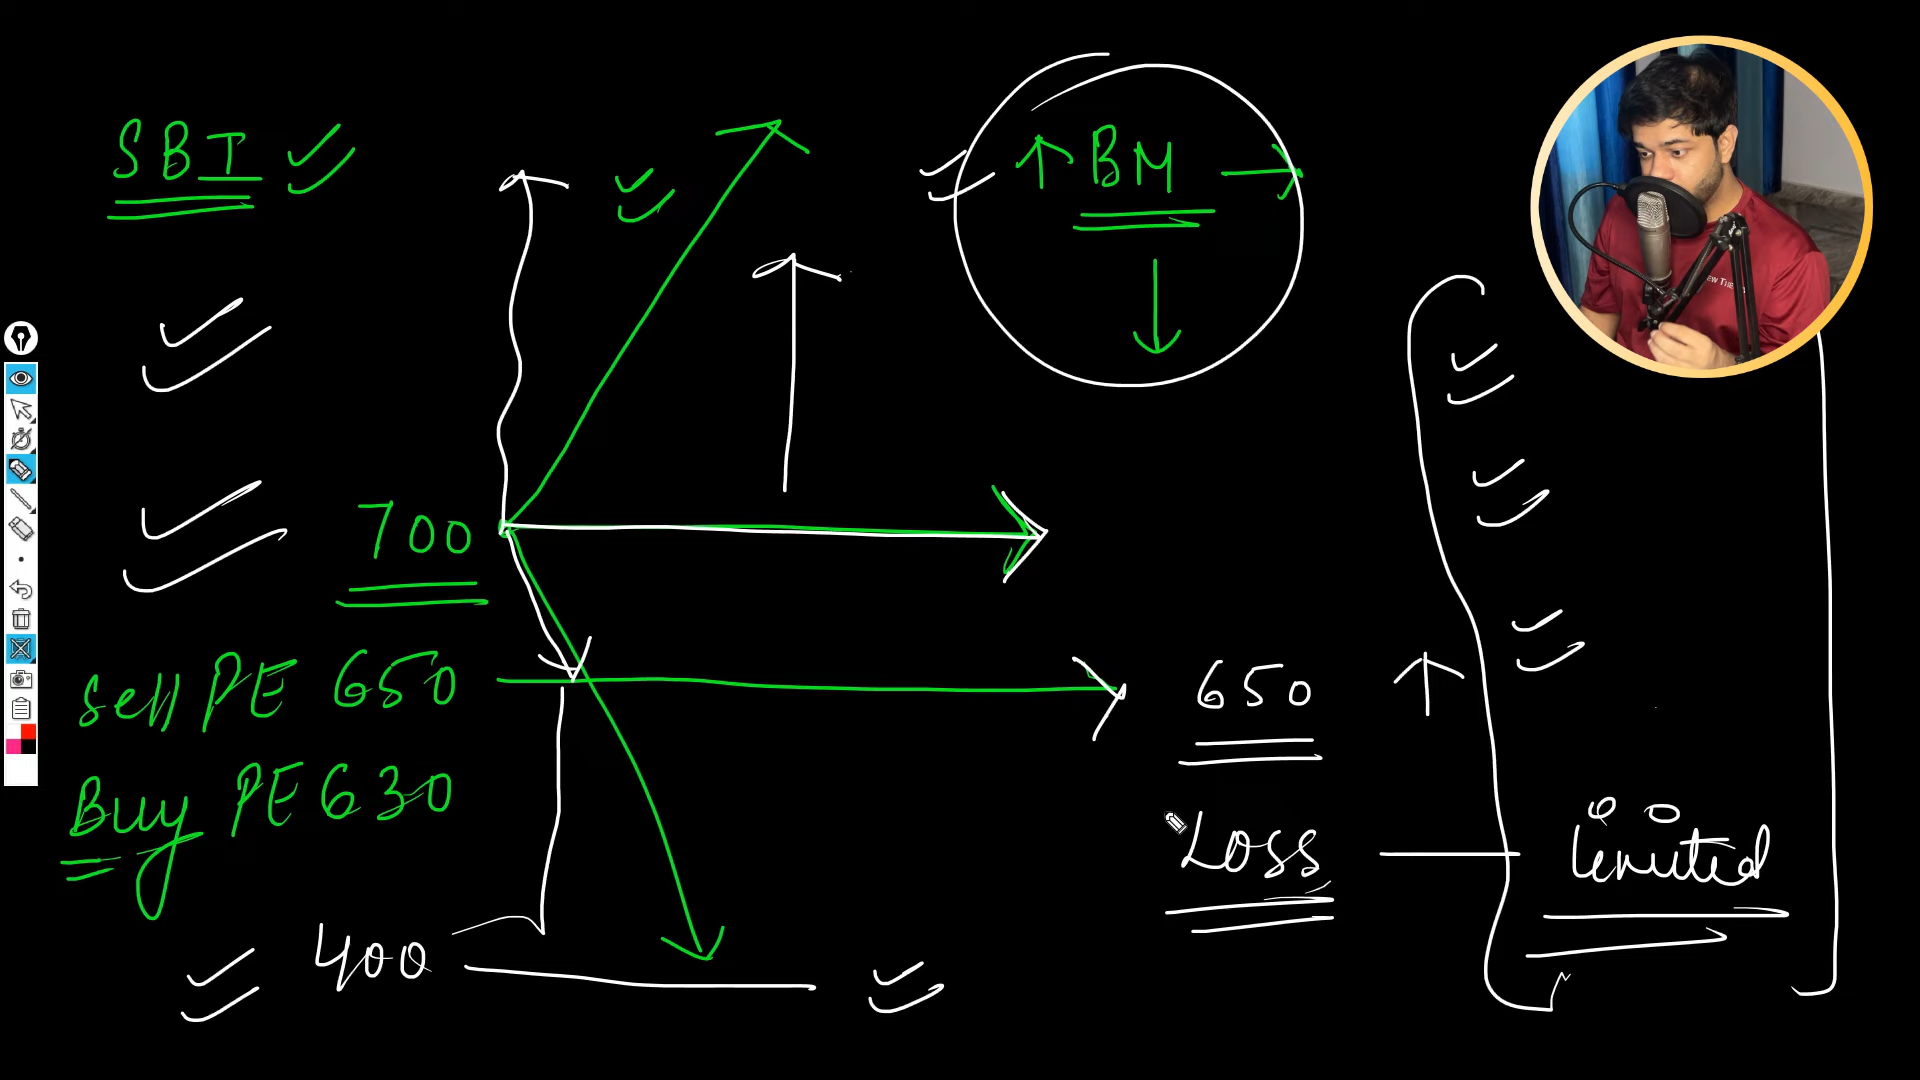 SBI
↑ BM →
700
Sell PE 650
650 ↑
Buy PE 630
Loss — limited
400